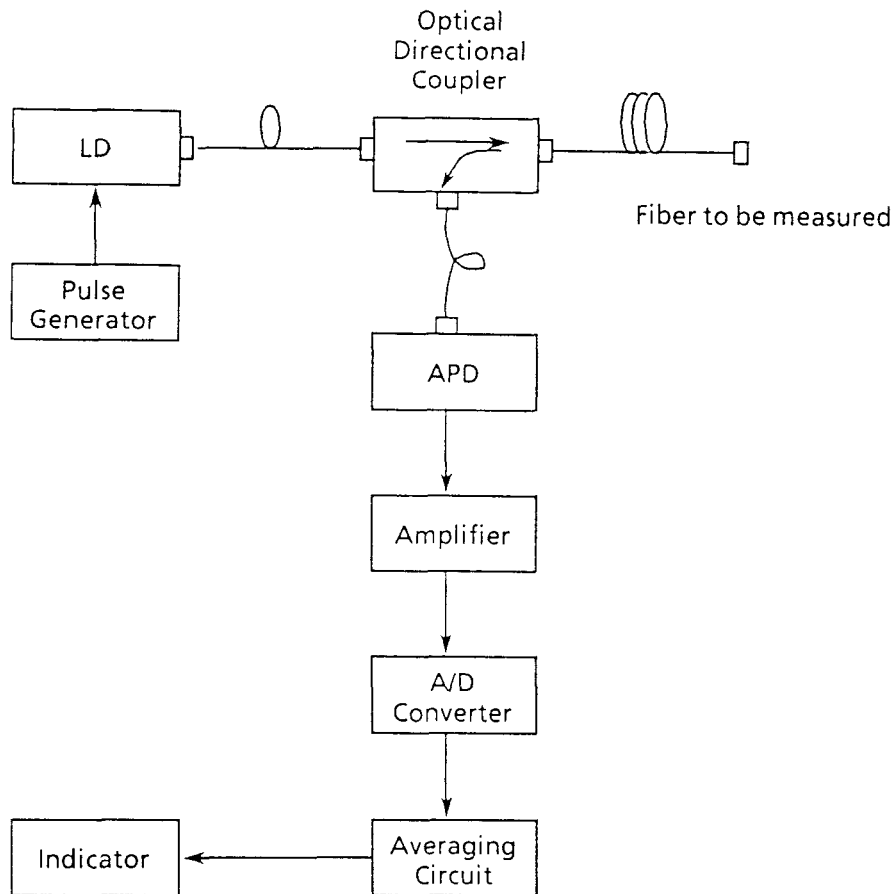 Optical
Directional
Coupler
LD
Fiber to be measured
Pulse
Generator
APD
Amplifier
A/D
Converter
Averaging
Circuit
Indicator